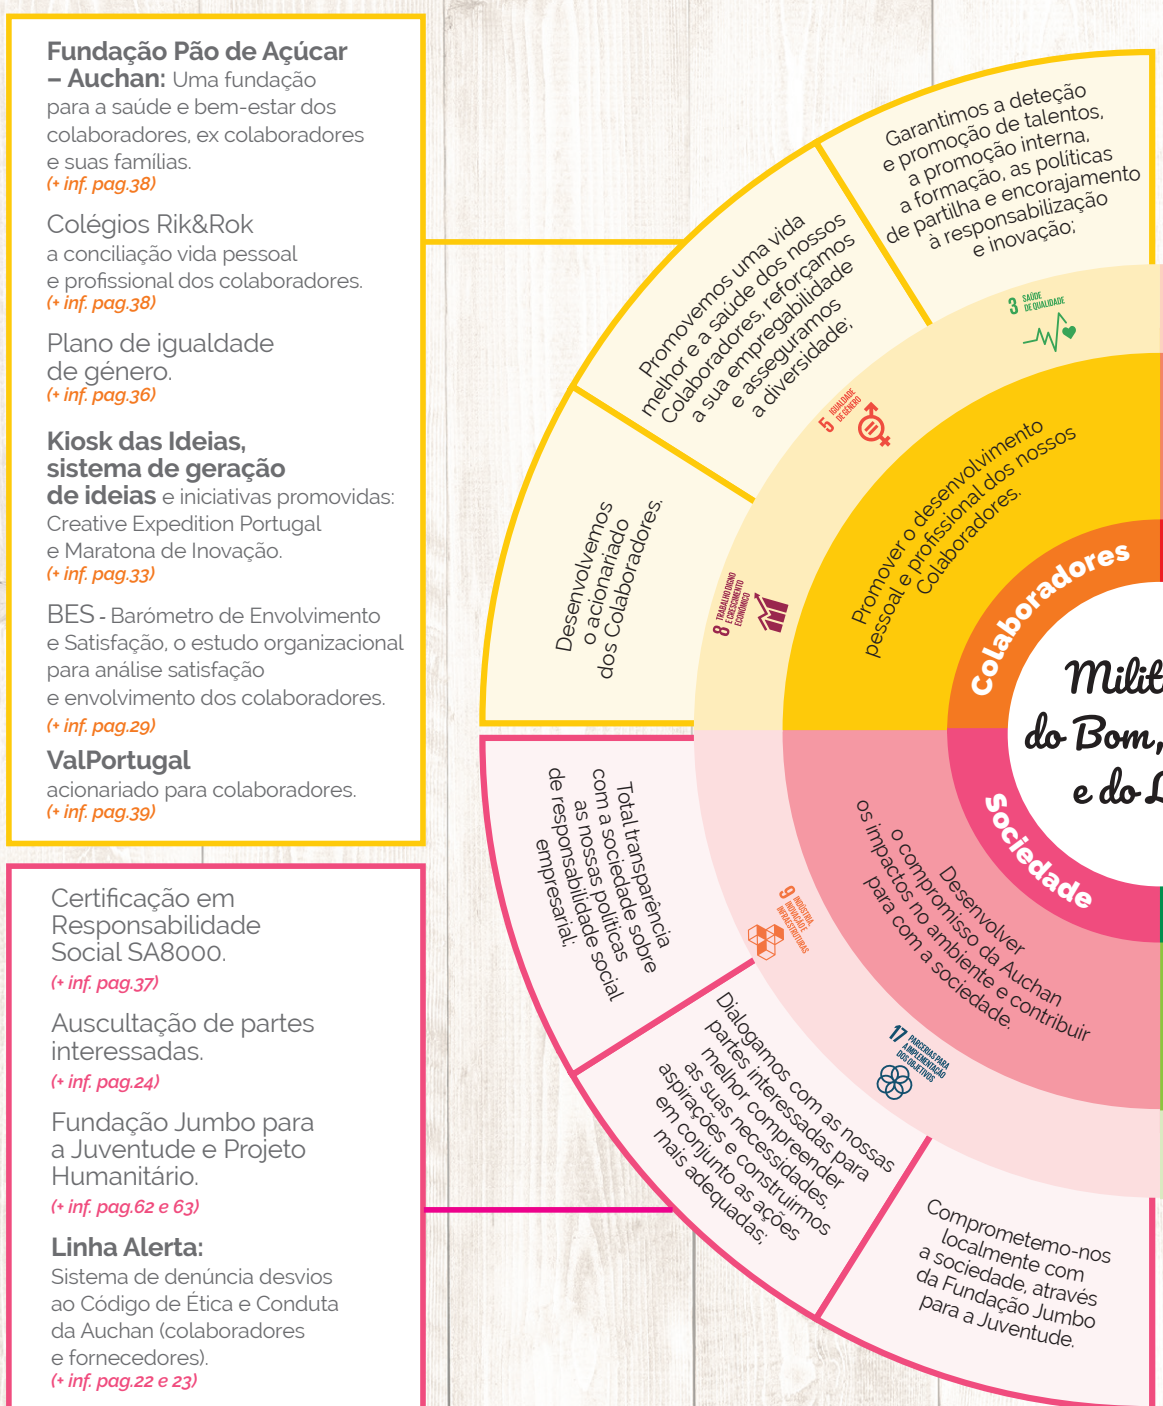 Fundação Pão de Açúcar
– Auchan: Uma fundação
para a saúde e bem-estar dos
colaboradores, ex colaboradores
e suas famílias.
(+ inf. pag.38)
Colégios Rik&Rok
a conciliação vida pessoal
e profissional dos colaboradores.
(+ inf. pag.38)
Plano de igualdade
de género.
(+ inf. pag.36)
Kiosk das Ideias,
sistema de geração
de ideias e iniciativas promovidas:
Creative Expedition Portugal
e Maratona de Inovação.
(+ inf. pag.33)
BES - Barómetro de Envolvimento
e Satisfação, o estudo organizacional
para análise satisfação
e envolvimento dos colaboradores.
(+ inf. pag.29)
ValPortugal
acionariado para colaboradores.
(+ inf. pag.39)
Certificação em
Responsabilidade
Social SA8000.
(+ inf. pag.37)
Auscultação de partes
interessadas.
(+ inf. pag.24)
Fundação Jumbo para
a Juventude e Projeto
Humanitário.
(+ inf. pag.62 e 63)
Linha Alerta:
Sistema de denúncia desvios
ao Código de Ética e Conduta
da Auchan (colaboradores
e fornecedores).
(+ inf. pag.22 e 23)
Garantimos a deteção
e promoção de talentos,
a promoção interna,
a formação, as políticas
de partilha e encorajamento
à responsabilização
e inovação;
Promovemos uma vida
melhor e a saúde dos nossos
Colaboradores, reforçamos
a sua empregabilidade
e asseguramos
a diversidade;
Desenvolvemos
o acionariado
dos Colaboradores.
3 SAÚDE
DE QUALIDADE
5 IGUALDADE
DE GÉNERO
8 TRABALHO DIGNO
E CRESCIMENTO
ECONÓMICO
Promover o desenvolvimento
pessoal e profissional dos nossos
Colaboradores.
Colaboradores
Milit
do Bom,
e do
Sociedade
Desenvolver
o compromisso da Auchan
os impactos no ambiente e contribuir
para com a sociedade.
9 INDÚSTRIA,
INOVAÇÃO E
INFRAESTRUTURAS
17 PARCERIAS PARA
A IMPLEMENTAÇÃO
DOS OBJETIVOS
Total transparência
com a sociedade sobre
as nossas políticas
de responsabilidade social
empresarial;
Dialogamos com as nossas
partes interessadas para
melhor compreender
as suas necessidades,
aspirações e construirmos
em conjunto as ações
mais adequadas;
Comprometemo-nos
localmente com
a sociedade, através
da Fundação Jumbo
para a Juventude.